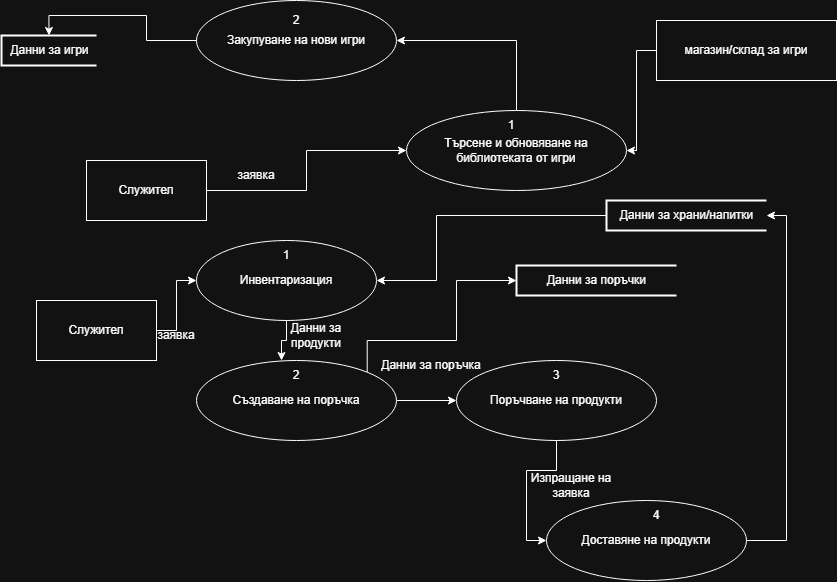 2
Закупуване на нови игри
Данни за игри
магазин/склад за игри
1
Търсене и обновяване на
библиотеката от игри
заявка
Служител
Данни за храни/напитки
1
Инвентаризация
Данни за поръчки
Служител
заявка
Данни за
продукти
Данни за поръчка
2
Създаване на поръчка
3
Поръчване на продукти
Изпращане на
заявка
4
Доставяне на продукти